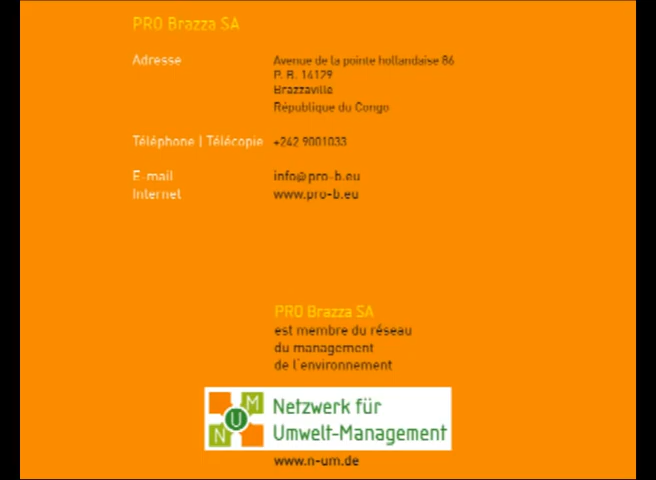 PRO Brazza SA
Adresse Avenue de la pointe hollandaise 86
P. B. 14129
Brazzaville
République du Congo
Téléphone | Télécopie +242 9001033
E-mail info@pro-b.eu
Internet www.pro-b.eu
PRO Brazza SA
est membre du réseau
du management
de l'environnement
N U M
Netzwerk für
Umwelt-Management
www.n-um.de